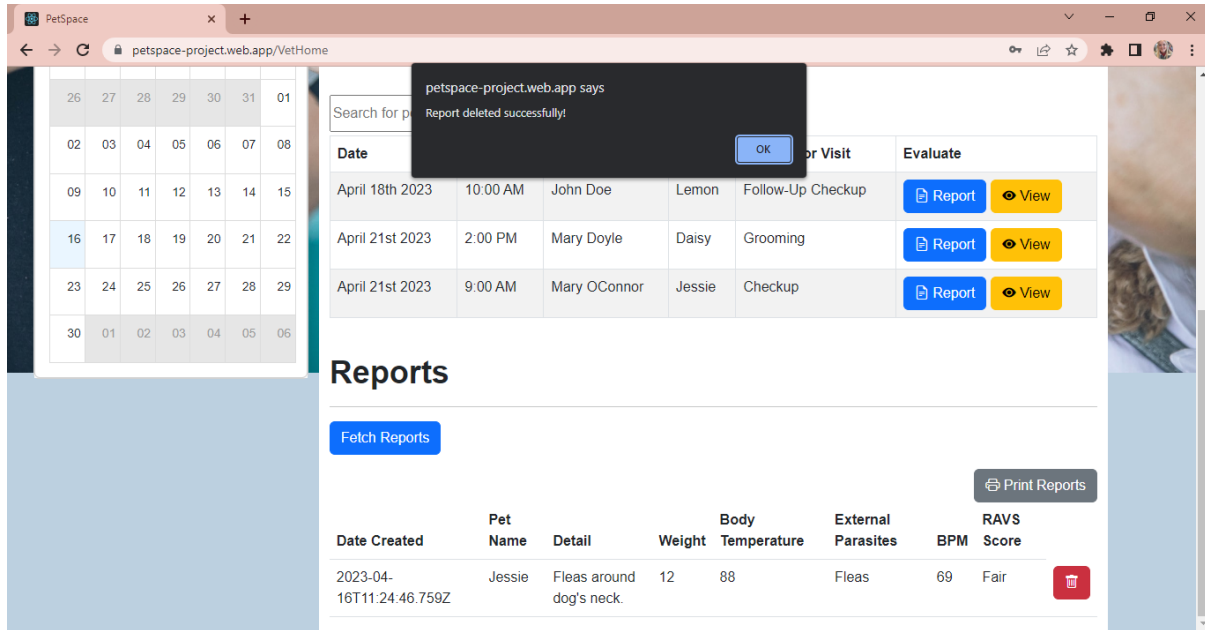 PetSpace
petspace-project.web.app/VetHome
26 27 28 29 30 31 01
02 03 04 05 06 07 08
09 10 11 12 13 14 15
16 17 18 19 20 21 22
23 24 25 26 27 28 29
30 01 02 03 04 05 06
petspace-project.web.app says
Report deleted successfully!
OK
Search for
Date Visit Evaluate
April 18th 2023 10:00 AM John Doe Lemon Follow-Up Checkup Report View
April 21st 2023 2:00 PM Mary Doyle Daisy Grooming Report View
April 21st 2023 9:00 AM Mary OConnor Jessie Checkup Report View
Reports
Fetch Reports
Print Reports
Date Created Pet Name Detail Weight Body Temperature External Parasites BPM RAVS Score
2023-04- Jessie Fleas around 12 88 Fleas 69 Fair
16T11:24:46.759Z dog's neck.